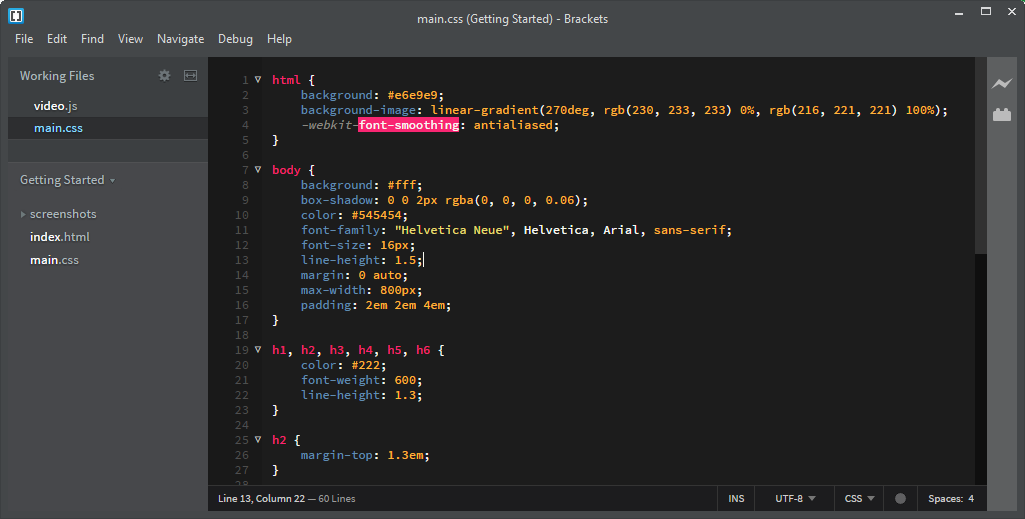 main.css (Getting Started) - Brackets
File Edit Find View Navigate Debug Help
Working Files
video.js
main.css
Getting Started
screenshots
index.html
main.css
1 html {
2 background: #e6e9e9;
3 background-image: linear-gradient(270deg, rgb(230, 233, 233) 0%, rgb(216, 221, 221) 100%);
4 -webkit-font-smoothing: antialiased;
5 }
6
7 body {
8 background: #fff;
9 box-shadow: 0 0 2px rgba(0, 0, 0, 0.06);
10 color: #545454;
11 font-family: "Helvetica Neue", Helvetica, Arial, sans-serif;
12 font-size: 16px;
13 line-height: 1.5;
14 margin: 0 auto;
15 max-width: 800px;
16 padding: 2em 2em 4em;
17 }
18
19 h1, h2, h3, h4, h5, h6 {
20 color: #222;
21 font-weight: 600;
22 line-height: 1.3;
23 }
24
25 h2 {
26 margin-top: 1.3em;
27 }
28
Line 13, Column 22 — 60 Lines INS UTF-8 CSS Spaces: 4